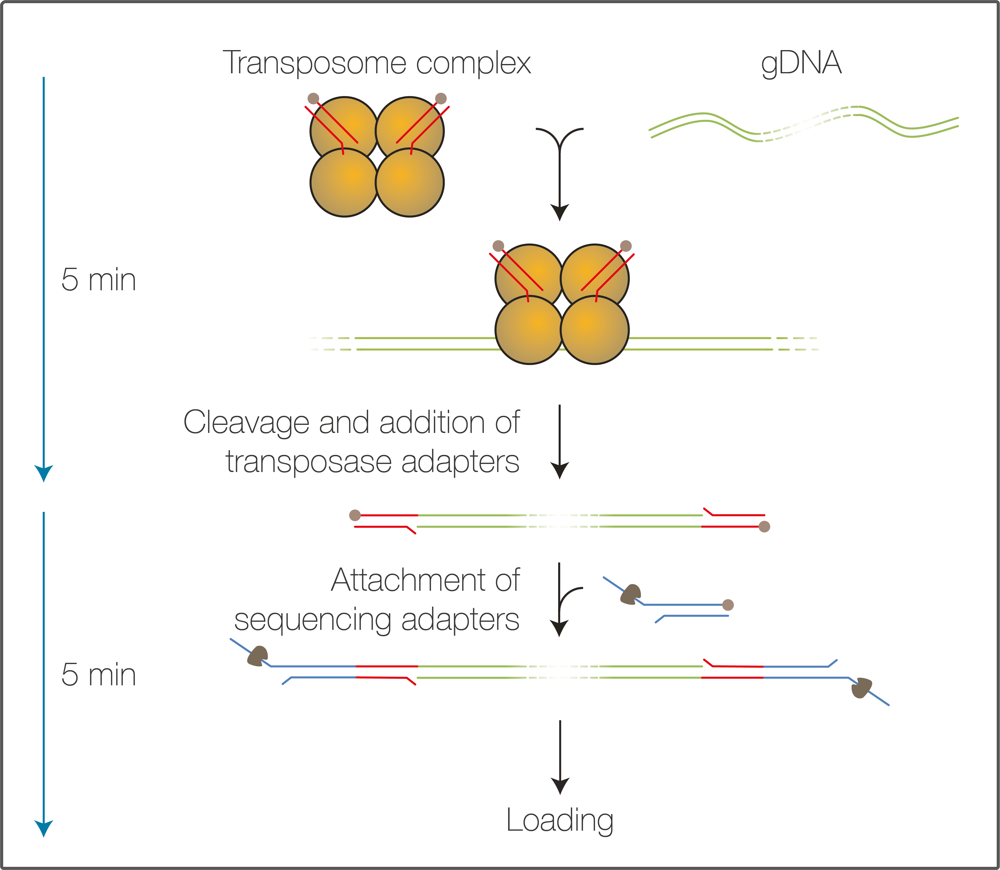 Transposome complex
gDNA
5 min
Cleavage and addition of
transposase adapters
Attachment of
sequencing adapters
5 min
Loading